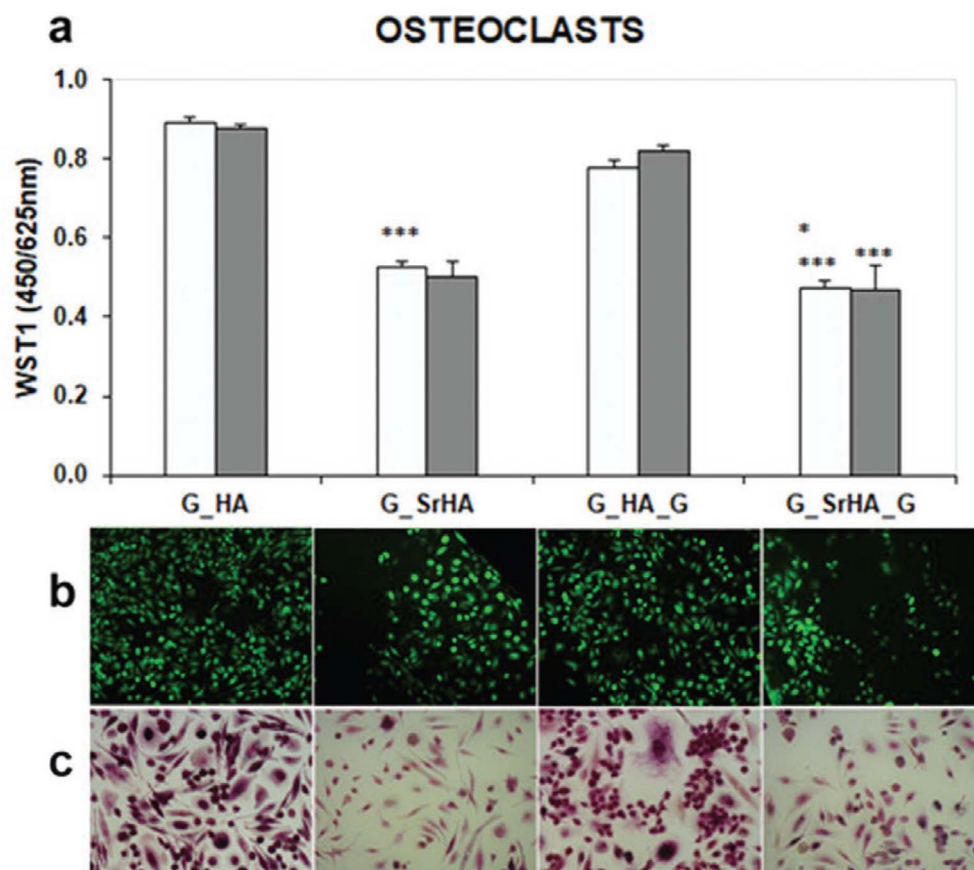 a OSTEOCLASTS
WST1 (450/625nm)
1.0
0.8
0.6
0.4
0.2
0.0
***
*
***
***
G_HA G_SrHA G_HA_G G_SrHA_G
b
c